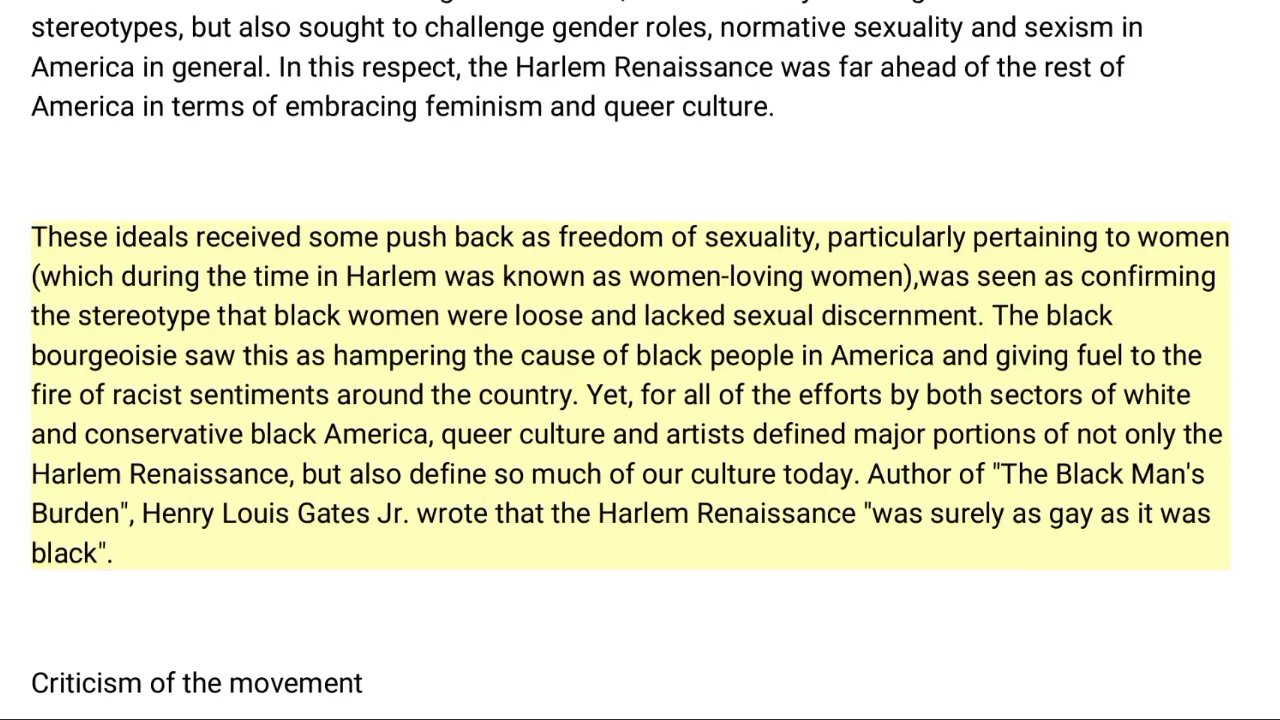 stereotypes, but also sought to challenge gender roles, normative sexuality and sexism in
America in general. In this respect, the Harlem Renaissance was far ahead of the rest of
America in terms of embracing feminism and queer culture.
These ideals received some push back as freedom of sexuality, particularly pertaining to women
(which during the time in Harlem was known as women-loving women),was seen as confirming
the stereotype that black women were loose and lacked sexual discernment. The black
bourgeoisie saw this as hampering the cause of black people in America and giving fuel to the
fire of racist sentiments around the country. Yet, for all of the efforts by both sectors of white
and conservative black America, queer culture and artists defined major portions of not only the
Harlem Renaissance, but also define so much of our culture today. Author of "The Black Man's
Burden", Henry Louis Gates Jr. wrote that the Harlem Renaissance "was surely as gay as it was
black".
Criticism of the movement